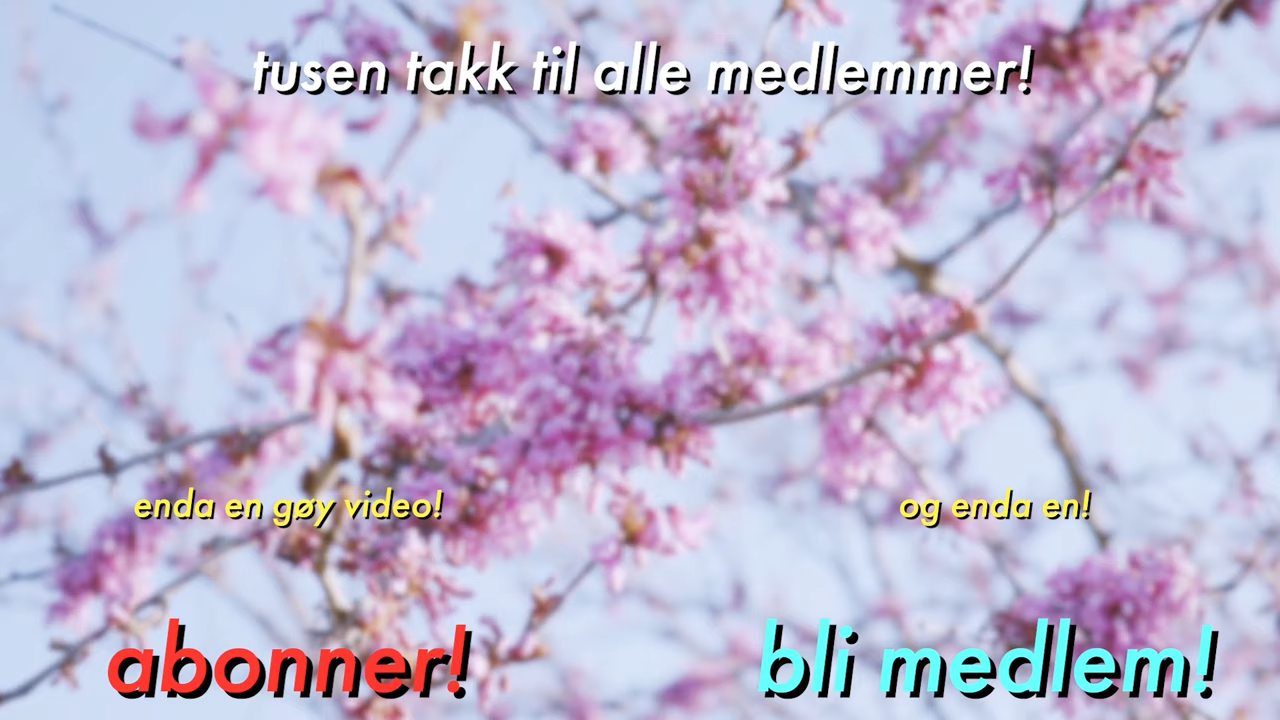 tusen takk til alle medlemmer!
enda en gøy video!
og enda en!
abonner!
bli medlem!